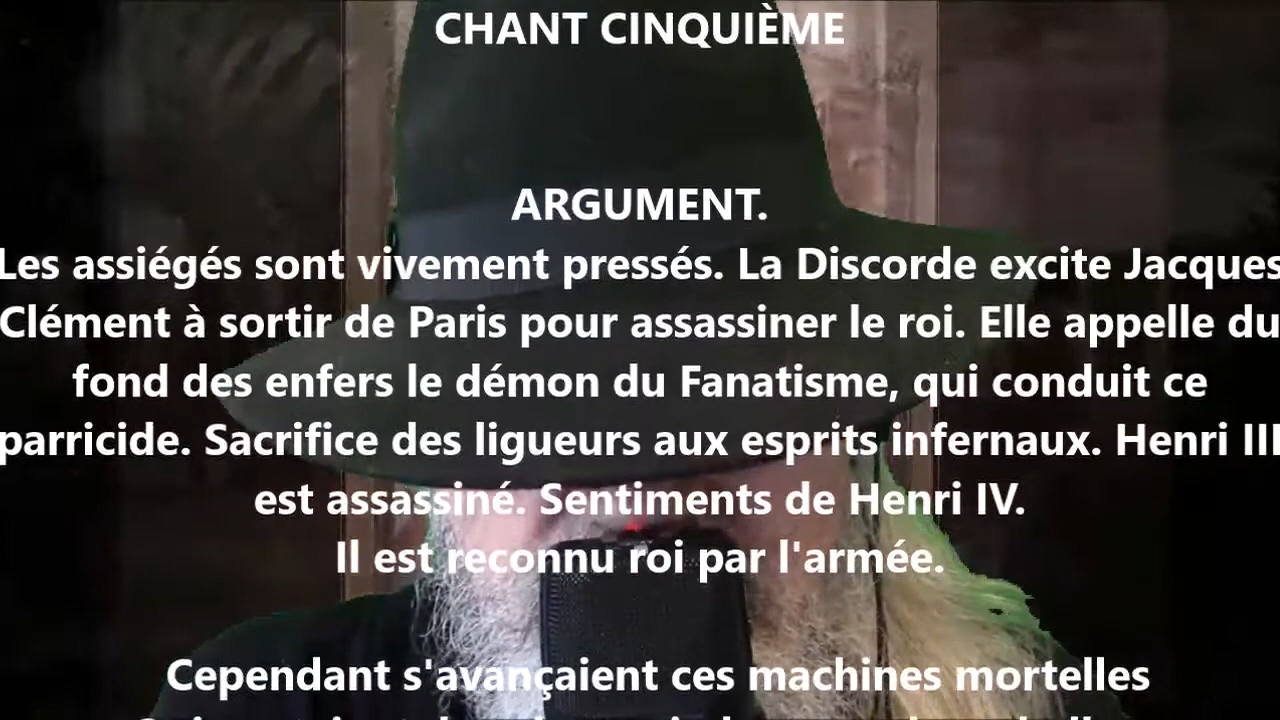 CHANT CINQUIÈME
ARGUMENT.
Les assiégés sont vivement pressés. La Discorde excite Jacques
Clément à sortir de Paris pour assassiner le roi. Elle appelle du
fond des enfers le démon du Fanatisme, qui conduit ce
parricide. Sacrifice des ligueurs aux esprits infernaux. Henri III
est assassiné. Sentiments de Henri IV.
Il est reconnu roi par l'armée.
Cependant s'avançaient ces machines mortelles